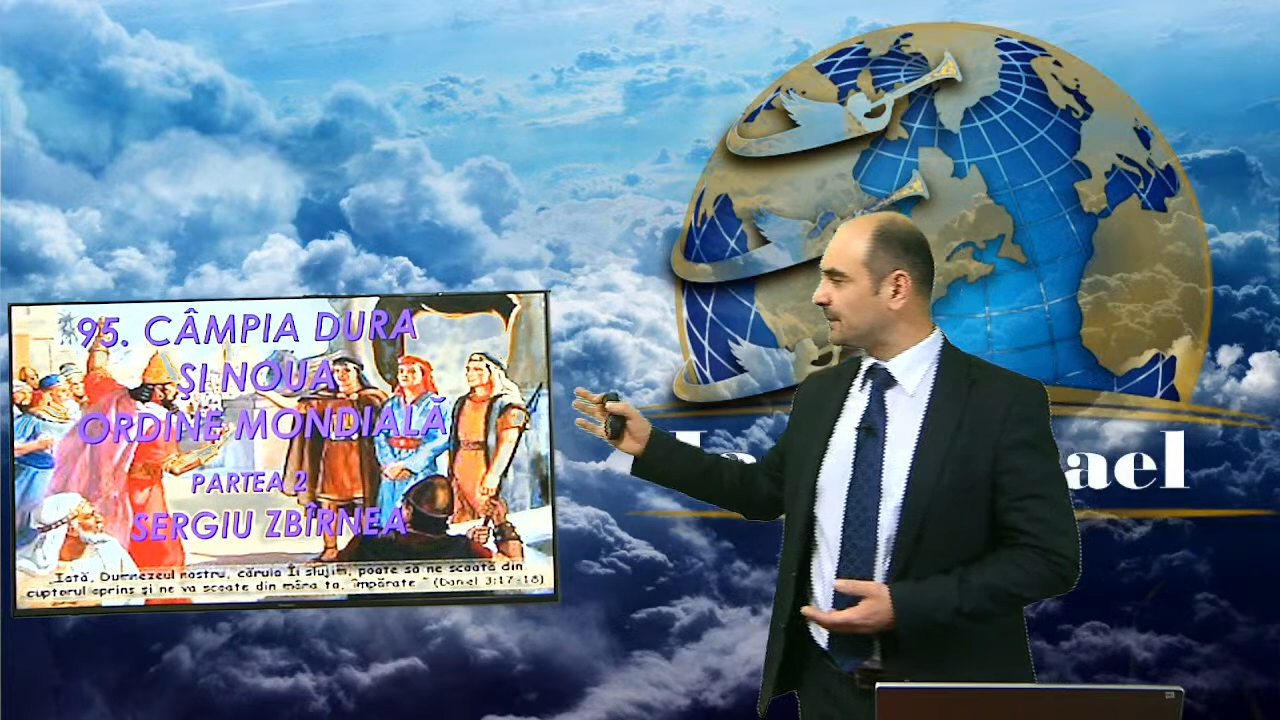 95. CÂMPIA DURA
ȘI NOUA
ORDINE MONDIALĂ
PARTEA 2
SERGIU ZBÎRNEA
„Iată, Dumnezeul nostru, căruia Îi slujim, poate să ne scoată din
cuptorul aprins și ne va scoate din mâna ta, împărate.” (Daniel 3:17-18)
ael